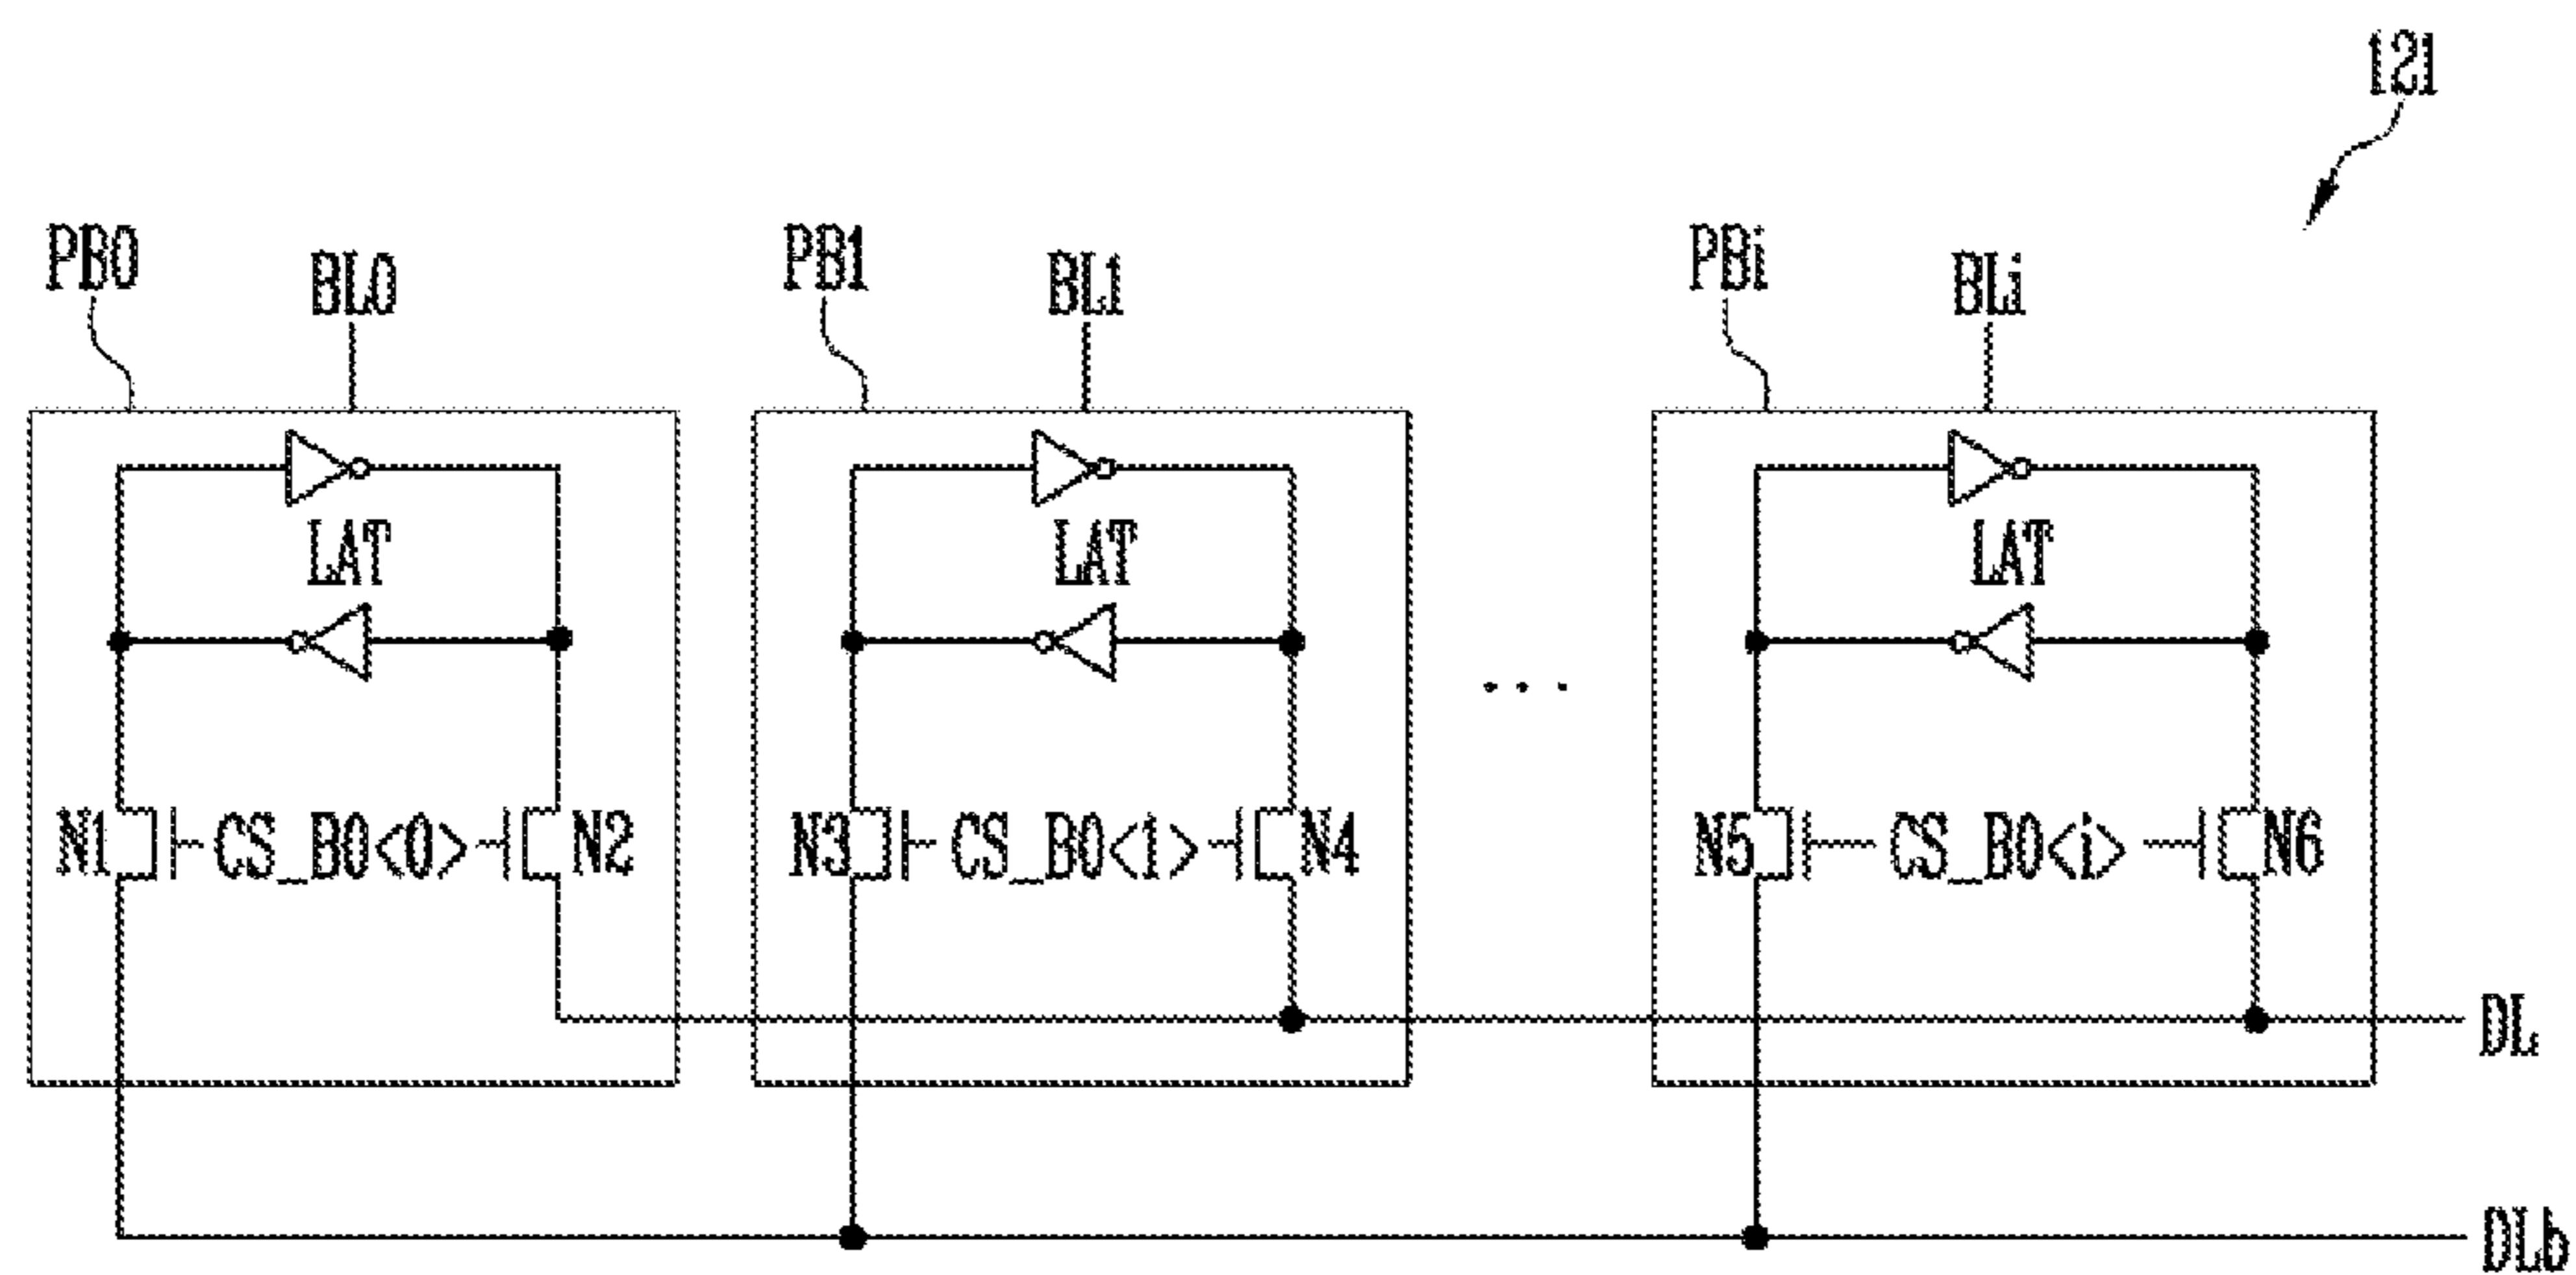 121
PB0 BL0 PB1 BL1 PBi BLi
LAT LAT LAT
N1 CS_B0<0> N2 N3 CS_B0<1> N4 N5 CS_B0<i> N6
...
DL
DLb